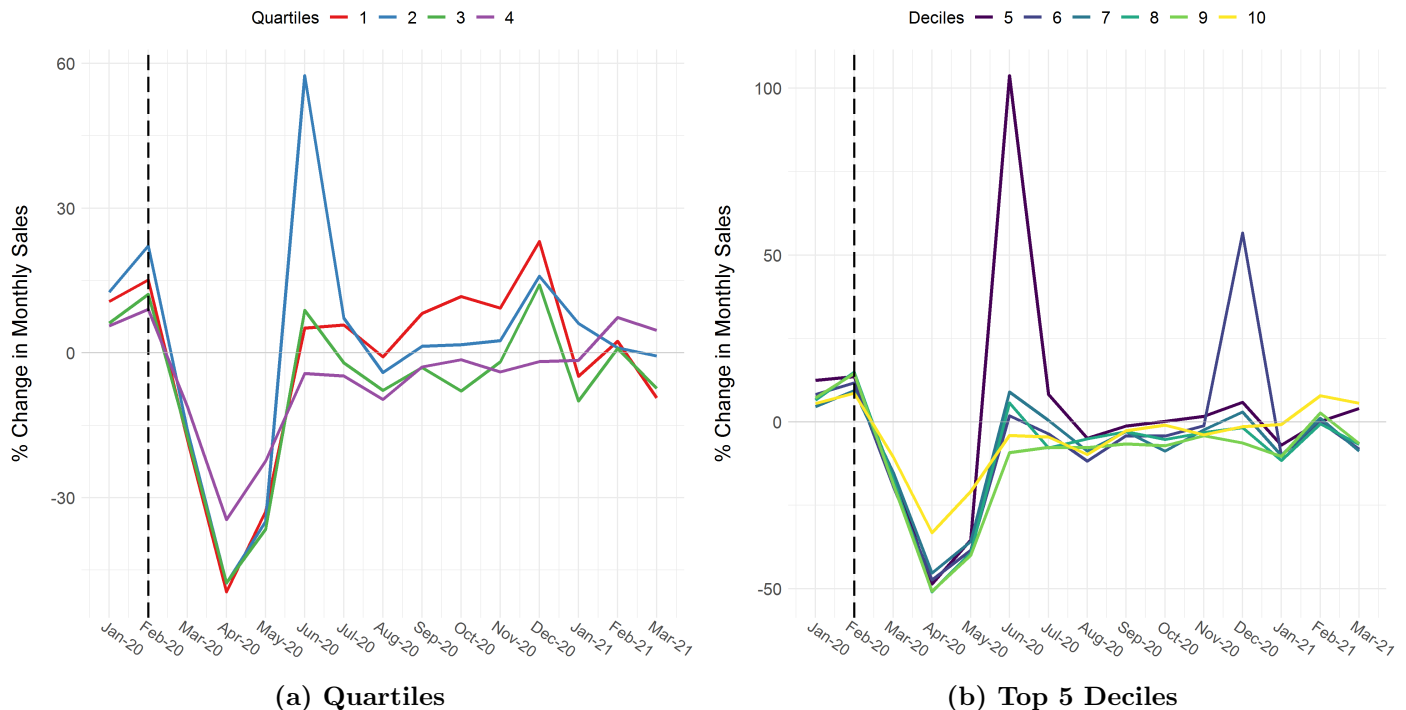 Quartiles 1 2 3 4
% Change in Monthly Sales
60
30
0
-30
Jan-20 Feb-20 Mar-20 Apr-20 May-20 Jun-20 Jul-20 Aug-20 Sep-20 Oct-20 Nov-20 Dec-20 Jan-21 Feb-21 Mar-21
(a) Quartiles
Deciles 5 6 7 8 9 10
% Change in Monthly Sales
100
50
0
-50
Jan-20 Feb-20 Mar-20 Apr-20 May-20 Jun-20 Jul-20 Aug-20 Sep-20 Oct-20 Nov-20 Dec-20 Jan-21 Feb-21 Mar-21
(b) Top 5 Deciles